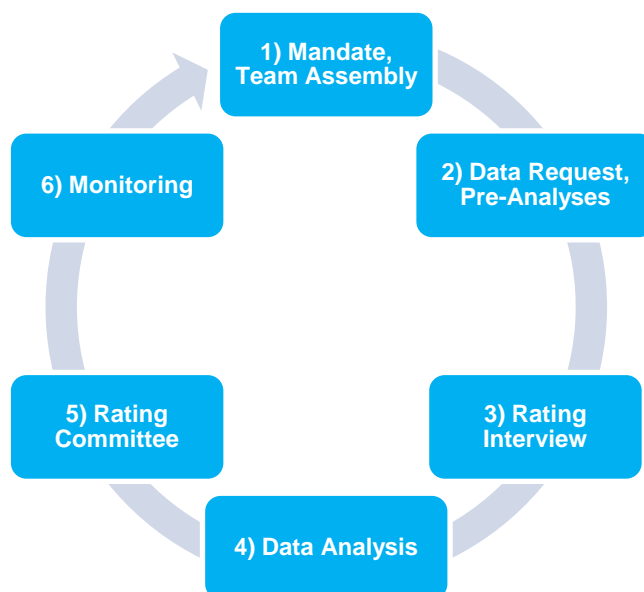 1) Mandate,
Team Assembly
2) Data Request,
Pre-Analyses
3) Rating
Interview
4) Data Analysis
5) Rating
Committee
6) Monitoring